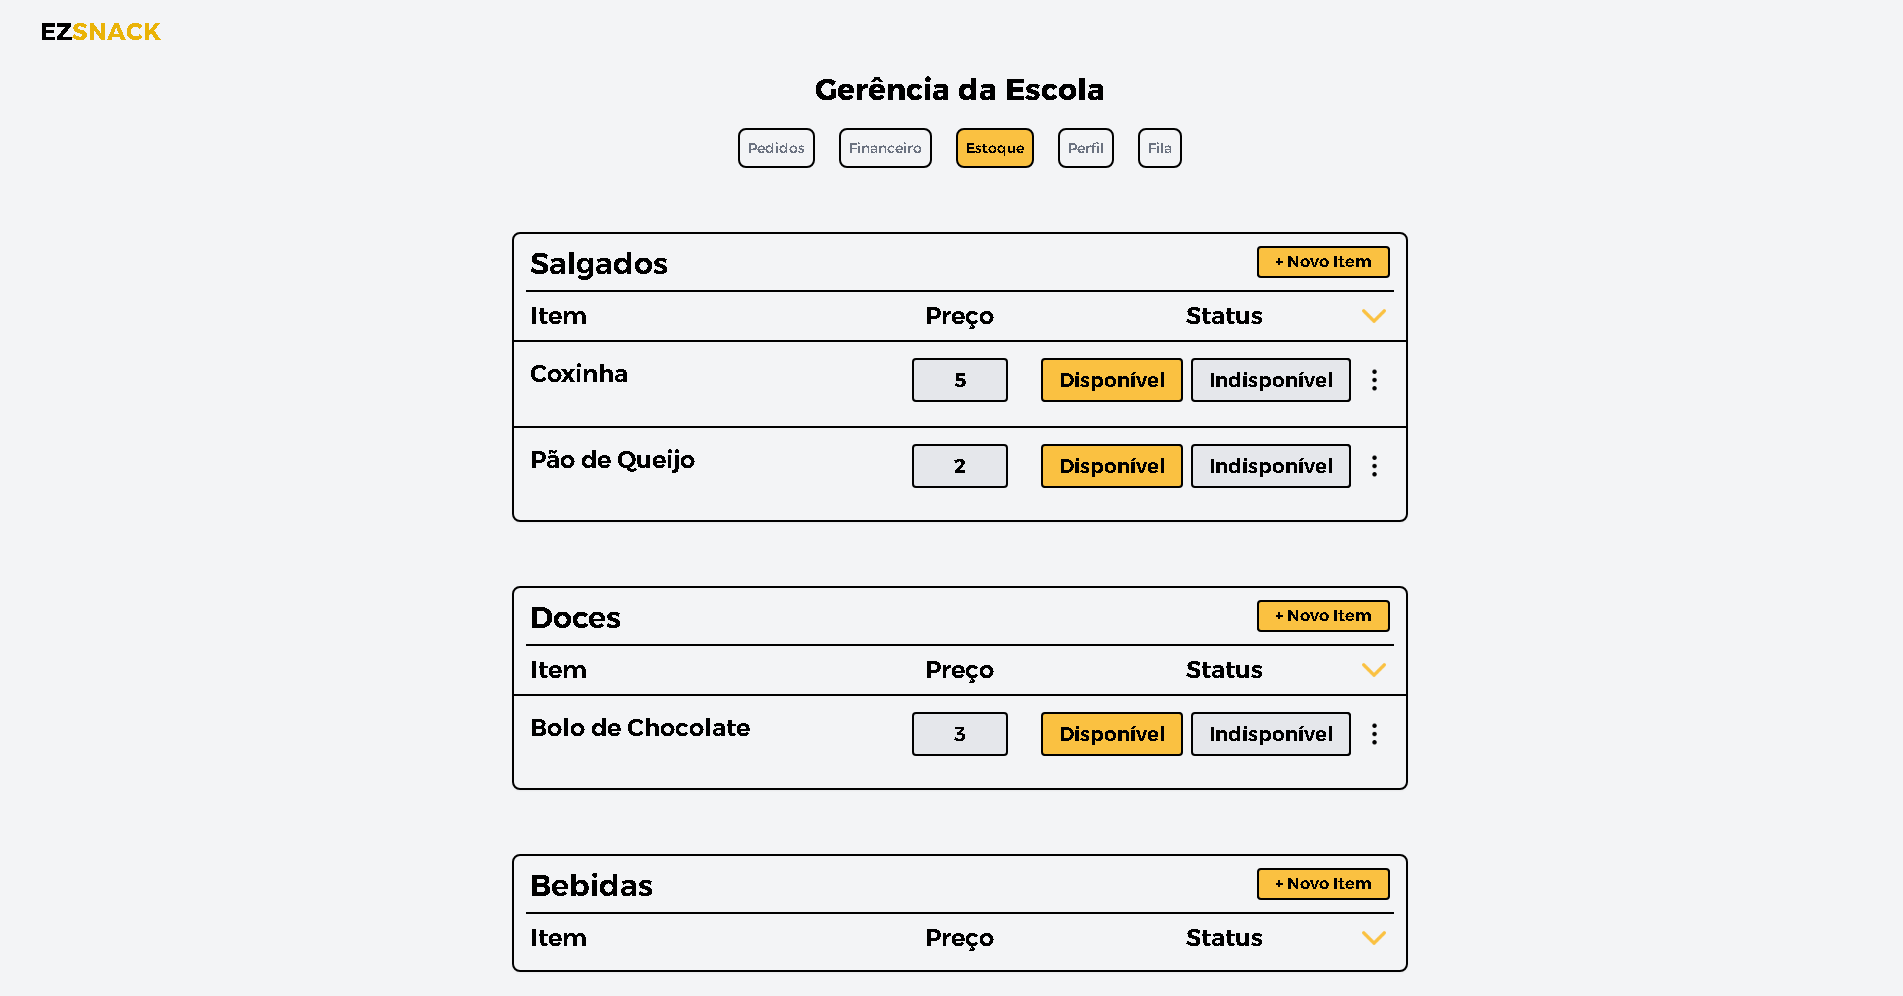 EZSNACK
Gerência da Escola
Pedidos Financeiro Estoque Perfil Fila
Salgados + Novo Item
Item Preço Status
Coxinha 5 Disponível Indisponível
Pão de Queijo 2 Disponível Indisponível
Doces + Novo Item
Item Preço Status
Bolo de Chocolate 3 Disponível Indisponível
Bebidas + Novo Item
Item Preço Status